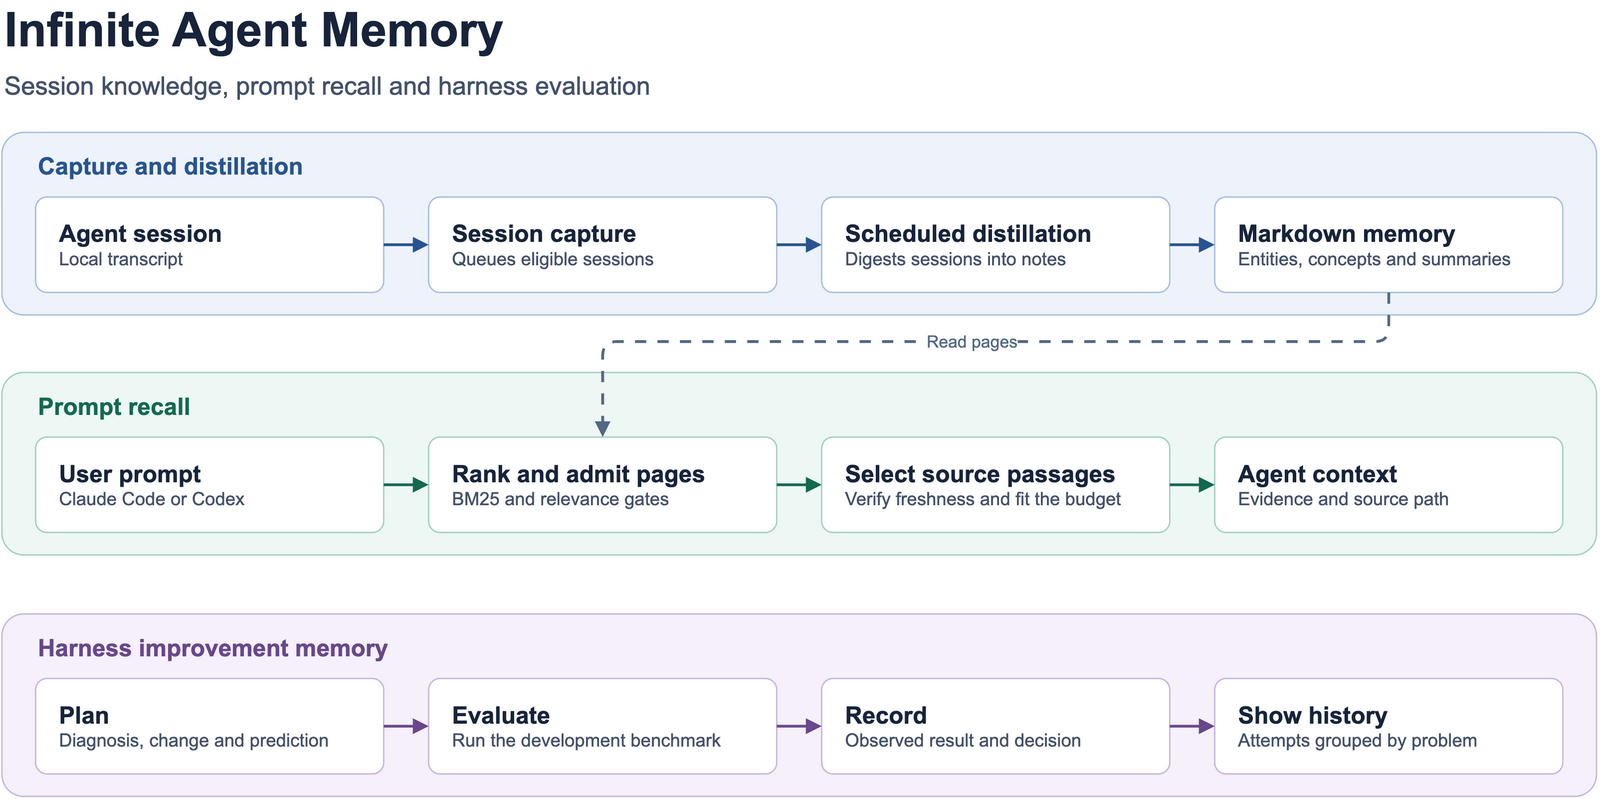 Infinite Agent Memory
Session knowledge, prompt recall and harness evaluation
Capture and distillation
Agent session
Local transcript
Session capture
Queues eligible sessions
Scheduled distillation
Digests sessions into notes
Markdown memory
Entities, concepts and summaries
Read pages
Prompt recall
User prompt
Claude Code or Codex
Rank and admit pages
BM25 and relevance gates
Select source passages
Verify freshness and fit the budget
Agent context
Evidence and source path
Harness improvement memory
Plan
Diagnosis, change and prediction
Evaluate
Run the development benchmark
Record
Observed result and decision
Show history
Attempts grouped by problem